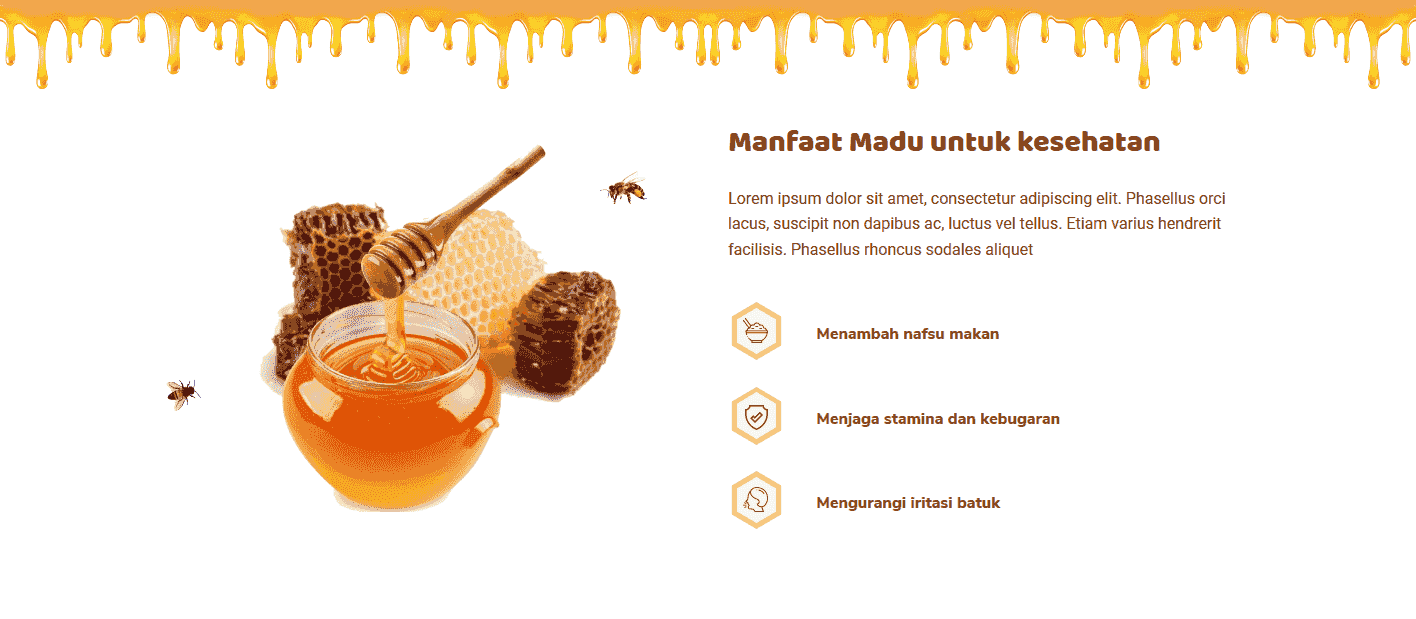 Manfaat Madu untuk kesehatan
Lorem ipsum dolor sit amet, consectetur adipiscing elit. Phasellus orci
lacus, suscipit non dapibus ac, luctus vel tellus. Etiam varius hendrerit
facilisis. Phasellus rhoncus sodales aliquet
Menambah nafsu makan
Menjaga stamina dan kebugaran
Mengurangi iritasi batuk